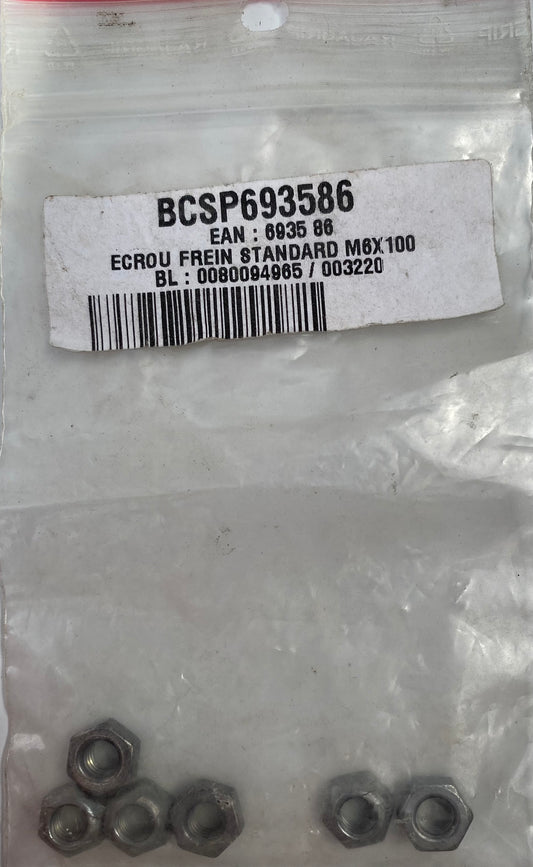 BCSP693586
EAN : 6935 86
ECROU FREIN STANDARD M6X100
BL : 0080094965 / 003220